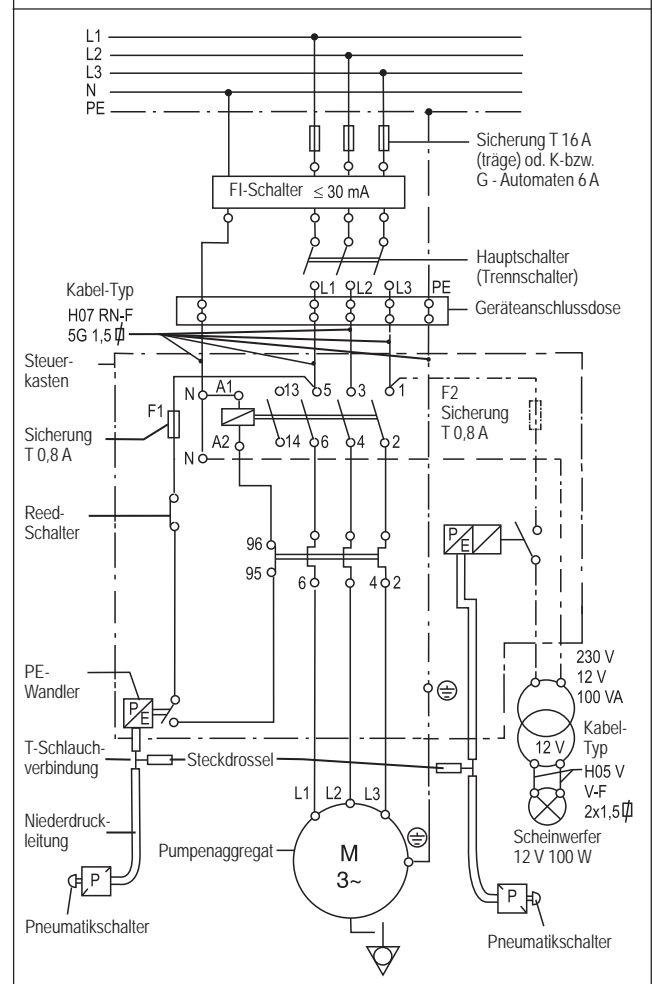 L1
L2
L3
N
PE
Sicherung T 16 A
(träge) od. K-bzw.
G - Automaten 6 A
FI-Schalter ≤ 30 mA
Hauptschalter
(Trennschalter)
L1 L2 L3 PE
Geräteanschlussdose
Kabel-Typ
H07 RN-F
5G 1,5
Steuer-
kasten
N A1 13 5 3 1
F1
F2
Sicherung
T 0,8 A
Sicherung
T 0,8 A
A2 14 6 4 2
N
Reed-
Schalter
96
95
6 4 2
P
E
PE-
Wandler
P
E
230 V
12 V
100 VA
12 V
Kabel-
Typ
H05 V
V-F
2x1,5
T-Schlauch-
verbindung
Steckdrossel
Niederdruck-
leitung
L1 L2 L3
Pumpenaggregat
M
3~
Scheinwerfer
12 V 100 W
P
Pneumatikschalter
P
Pneumatikschalter